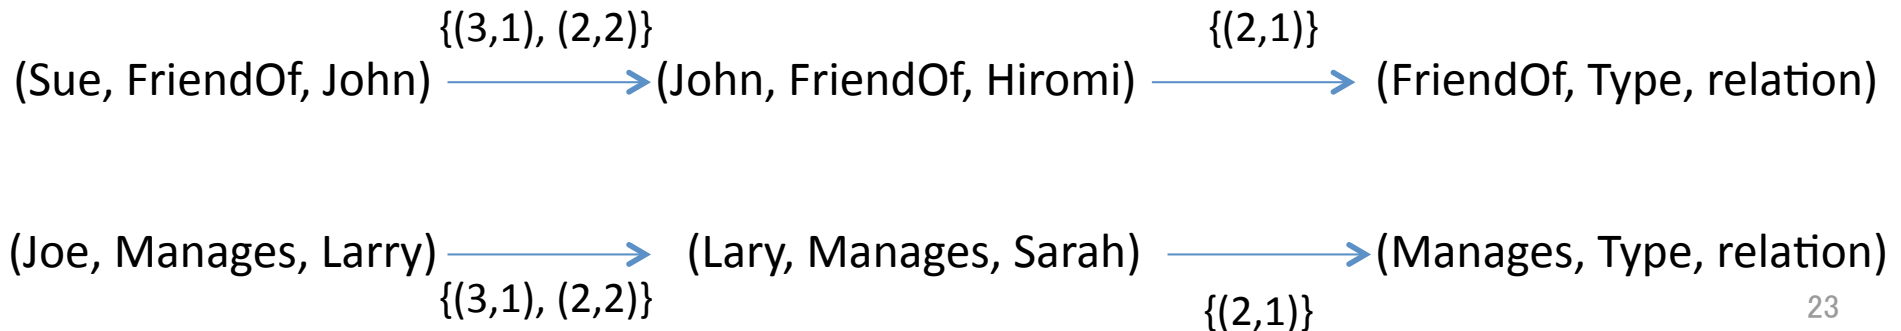 {(3,1), (2,2)} {(2,1)}
(Sue, FriendOf, John) (John, FriendOf, Hiromi) (FriendOf, Type, relation)
(Joe, Manages, Larry) (Lary, Manages, Sarah) (Manages, Type, relation)
{(3,1), (2,2)} {(2,1)} 23